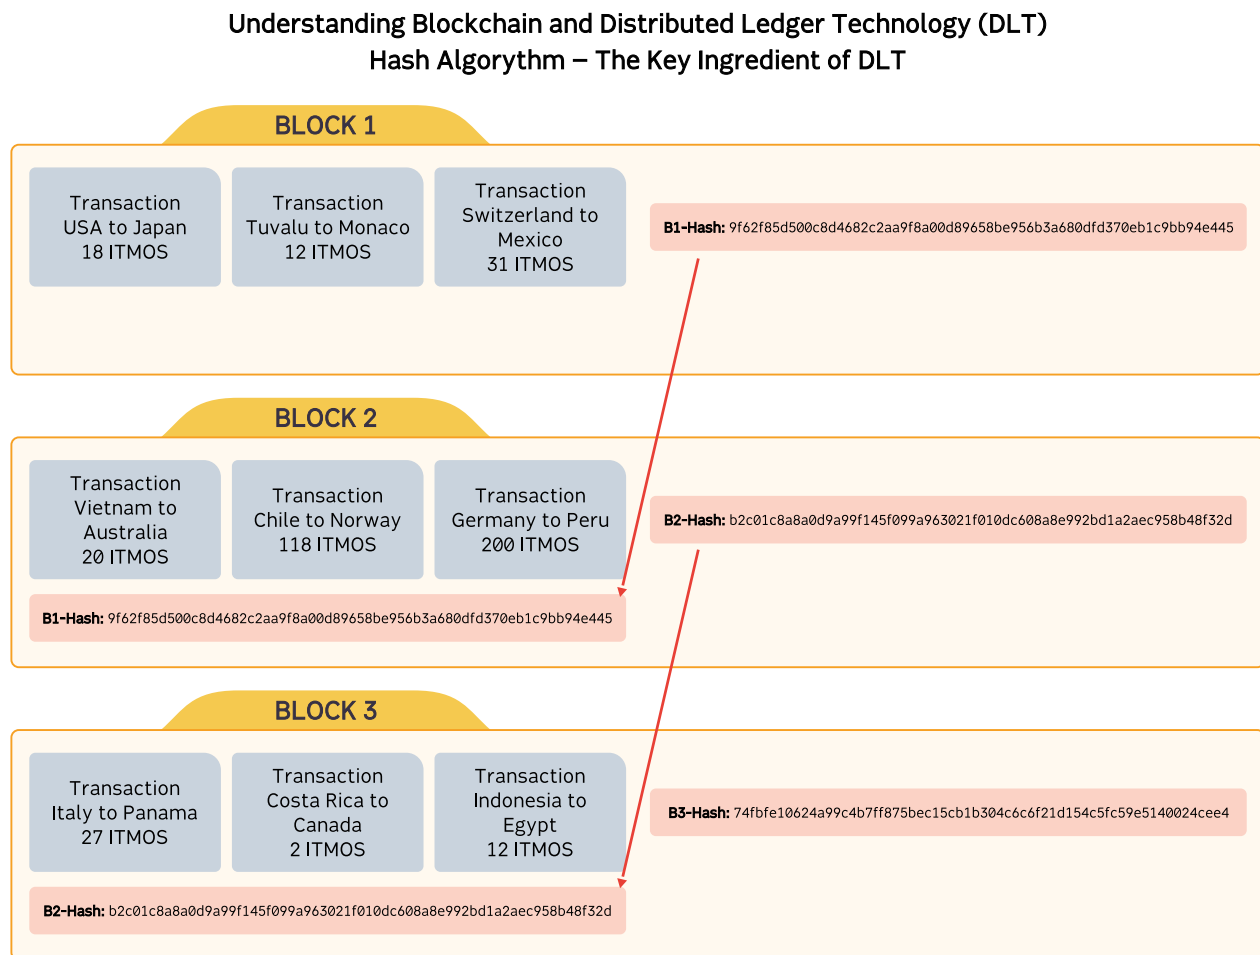 Understanding Blockchain and Distributed Ledger Technology (DLT)
Hash Algorythm – The Key Ingredient of DLT
BLOCK 1
Transaction
USA to Japan
18 ITMOS
Transaction
Tuvalu to Monaco
12 ITMOS
Transaction
Switzerland to
Mexico
31 ITMOS
B1-Hash: 9f62f85d500c8d4682c2aa9f8a00d89658be956b3a680dfd370eb1c9bb94e445
BLOCK 2
Transaction
Vietnam to
Australia
20 ITMOS
Transaction
Chile to Norway
118 ITMOS
Transaction
Germany to Peru
200 ITMOS
B2-Hash: b2c01c8a8a0d9a99f145f099a963021f010dc608a8e992bd1a2aec958b48f32d
B1-Hash: 9f62f85d500c8d4682c2aa9f8a00d89658be956b3a680dfd370eb1c9bb94e445
BLOCK 3
Transaction
Italy to Panama
27 ITMOS
Transaction
Costa Rica to
Canada
2 ITMOS
Transaction
Indonesia to
Egypt
12 ITMOS
B3-Hash: 74fbfe10624a99c4b7ff875bec15cb1b304c6c6f21d154c5fc59e5140024cee4
B2-Hash: b2c01c8a8a0d9a99f145f099a963021f010dc608a8e992bd1a2aec958b48f32d